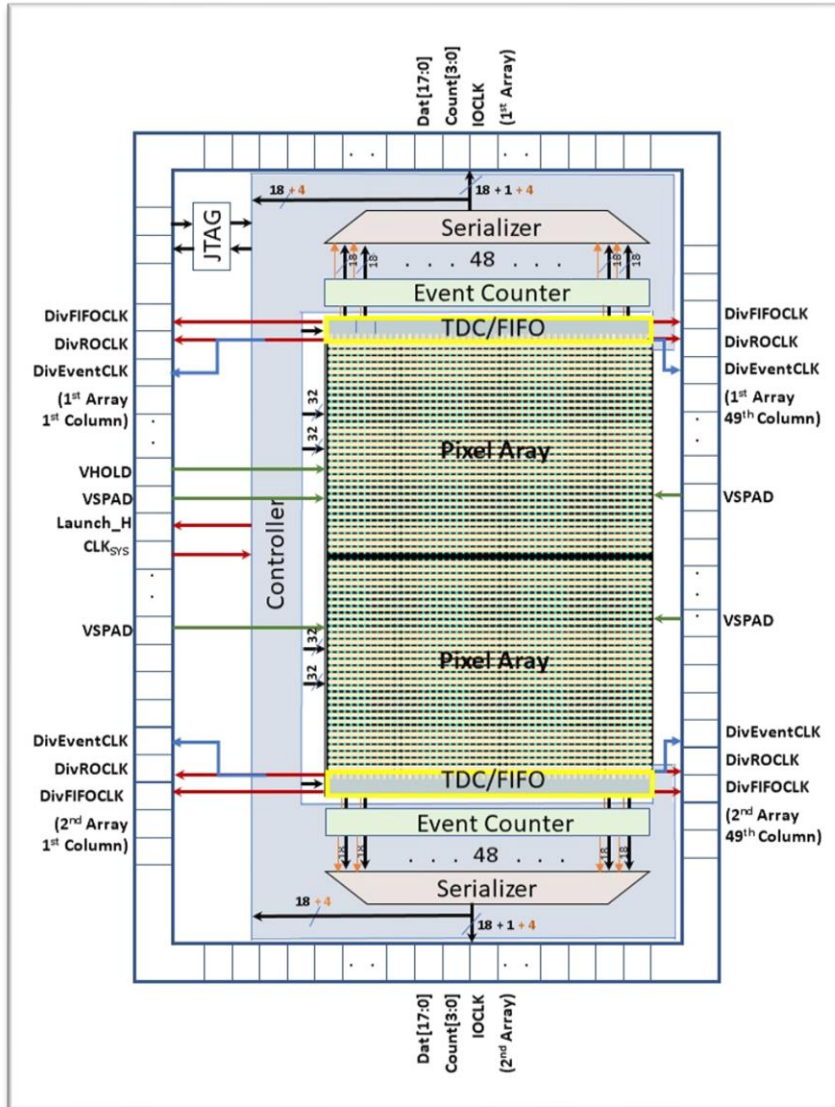 Dat[17:0]
Count[3:0]
IOCLK
(1st Array)
18 + 4
18 + 1 + 4
JTAG
Serializer
18
18
. . . 48 . . .
18
18
Event Counter
DivFIFOCLK
TDC/FIFO
DivFIFOCLK
DivROCLK
DivROCLK
DivEventCLK
DivEventCLK
(1st Array
1st Column)
(1st Array
49th Column)
32
32
Pixel Aray
VHOLD
VSPAD
VSPAD
Launch_H
CLKSYS
Controller
VSPAD
VSPAD
32
32
Pixel Aray
DivEventCLK
DivEventCLK
DivROCLK
DivROCLK
TDC/FIFO
DivFIFOCLK
DivFIFOCLK
(2nd Array
1st Column)
(2nd Array
49th Column)
Event Counter
18
18
. . . 48 . . .
18
18
Serializer
18 + 4
18 + 1 + 4
Dat[17:0]
Count[3:0]
IOCLK
(2nd Array)